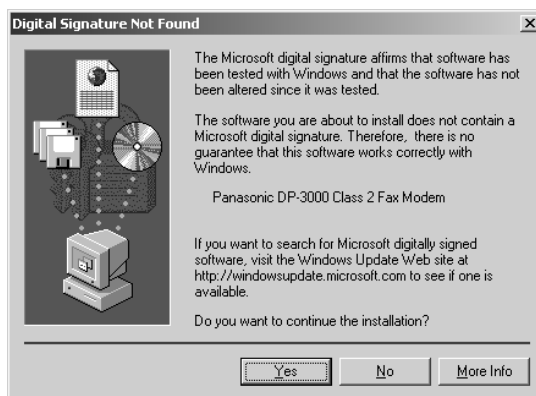 Digital Signature Not Found
The Microsoft digital signature affirms that software has
been tested with Windows and that the software has not
been altered since it was tested.
The software you are about to install does not contain a
Microsoft digital signature. Therefore, there is no
guarantee that this software works correctly with
Windows.
Panasonic DP-3000 Class 2 Fax Modem
If you want to search for Microsoft digitally signed
software, visit the Windows Update Web site at
http://windowsupdate.microsoft.com to see if one is
available.
Do you want to continue the installation?
Yes No More Info